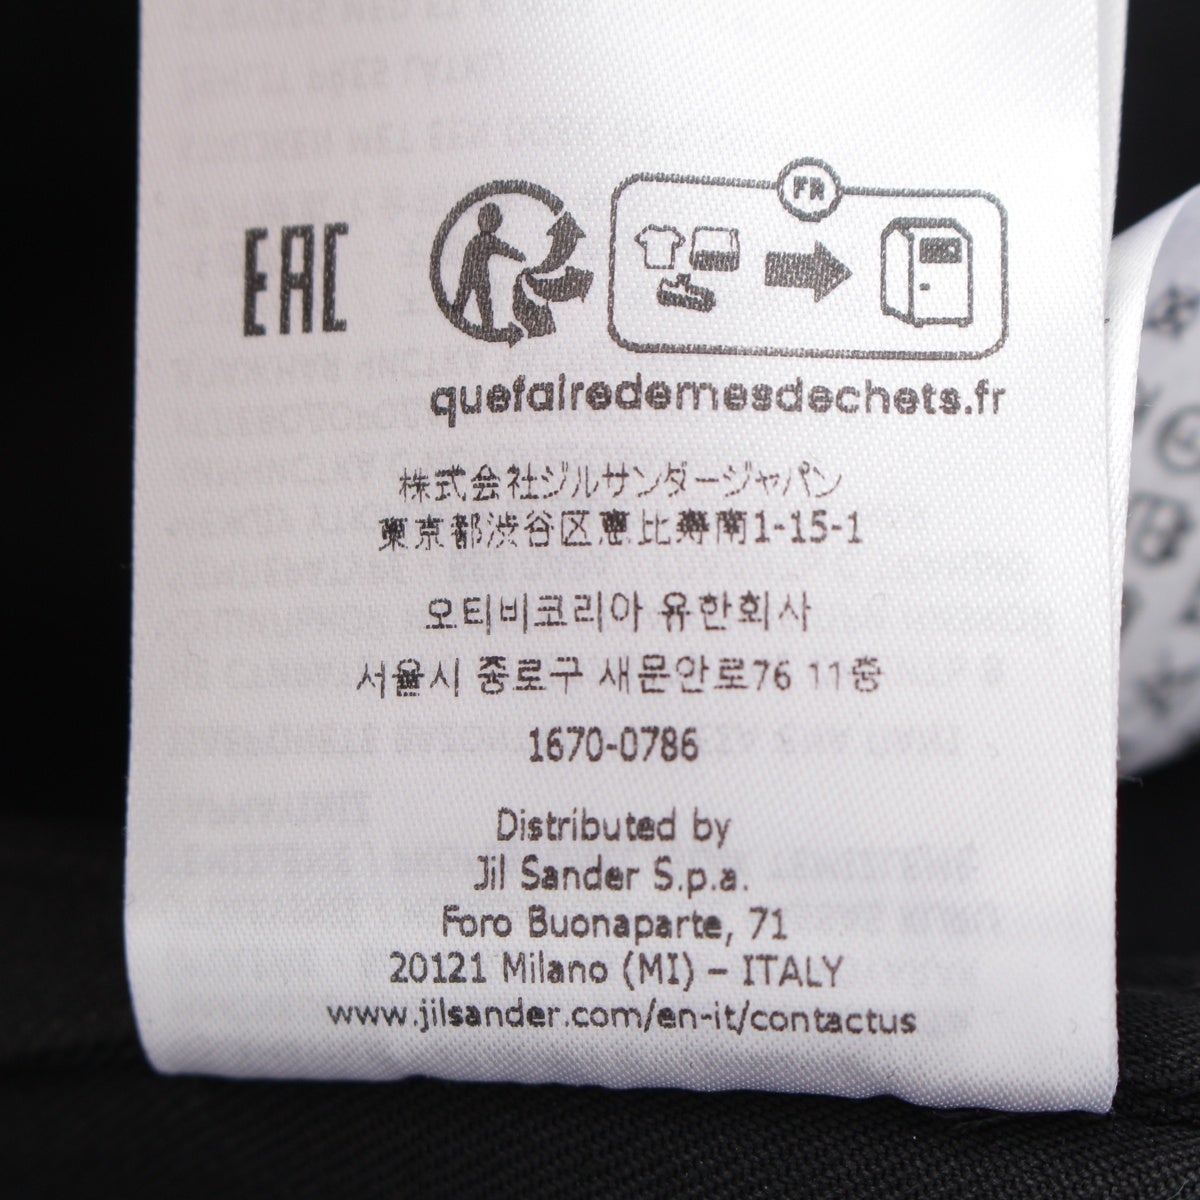 EAC
FR
quefairedemesdechets.fr
株式会社ジルサンダージャパン
東京都渋谷区恵比寿南1-15-1
오티비코리아 유한회사
서울시 종로구 새문안로76 11층
1670-0786
Distributed by
Jil Sander S.p.a.
Foro Buonaparte, 71
20121 Milano (MI) – ITALY
www.jilsander.com/en-it/contactus